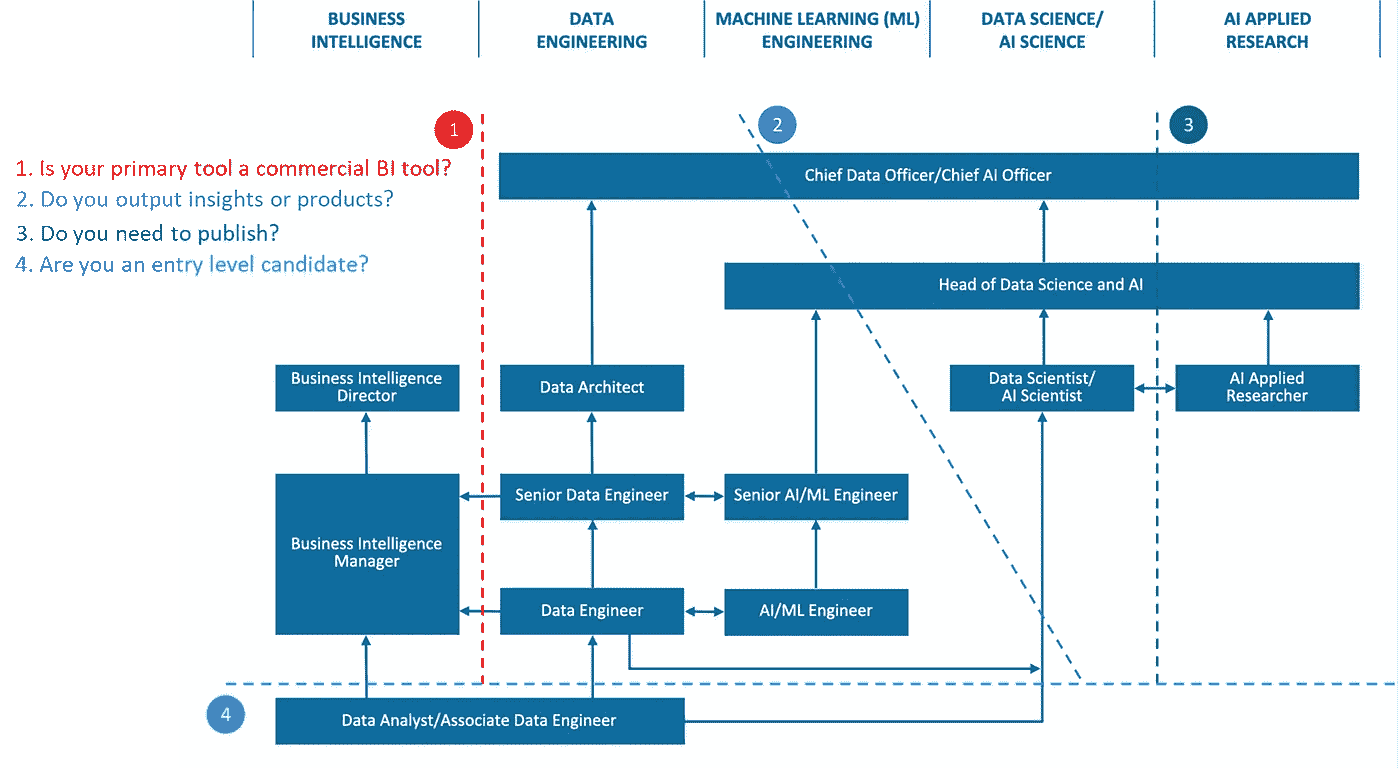 BUSINESS
INTELLIGENCE
DATA
ENGINEERING
MACHINE LEARNING (ML)
ENGINEERING
DATA SCIENCE/
AI SCIENCE
AI APPLIED
RESEARCH
1
2
3
1. Is your primary tool a commercial BI tool?
2. Do you output insights or products?
3. Do you need to publish?
4. Are you an entry level candidate?
Chief Data Officer/Chief AI Officer
Head of Data Science and AI
Business Intelligence
Director
Data Architect
Data Scientist/
AI Scientist
AI Applied
Researcher
Senior Data Engineer
Senior AI/ML Engineer
Business Intelligence
Manager
Data Engineer
AI/ML Engineer
4
Data Analyst/Associate Data Engineer